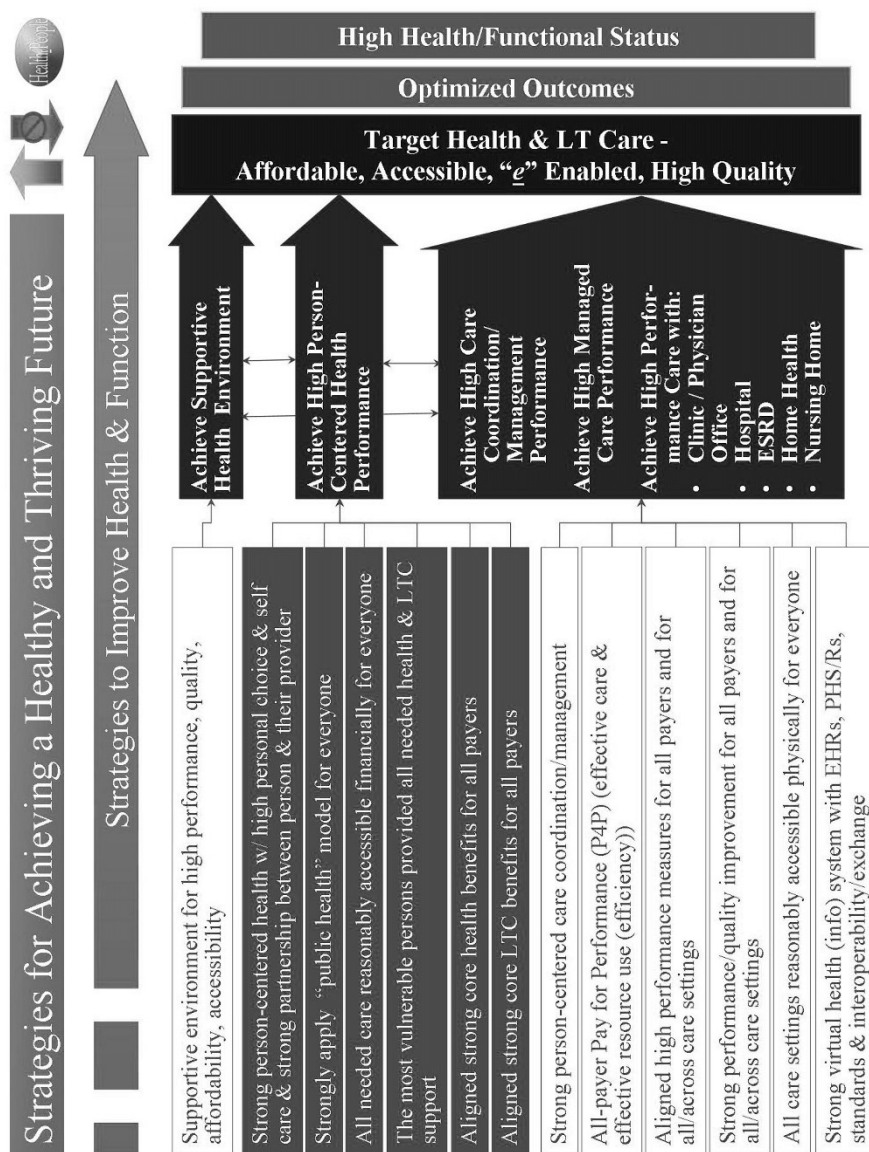 Strategies for Achieving a Healthy and Thriving Future
HealthyPeople
Strategies to Improve Health & Function
Supportive environment for high performance, quality,
affordability, accessibility
Strong person-centered health w/ high personal choice & self
care & strong partnership between person & their provider
Strongly apply “public health” model for everyone
All needed care reasonably accessible financially for everyone
The most vulnerable persons provided all needed health & LTC
support
Aligned strong core health benefits for all payers
Aligned strong core LTC benefits for all payers
Strong person-centered care coordination/management
All-payer Pay for Performance (P4P) (effective care &
effective resource use (efficiency))
Aligned high performance measures for all payers and for
all/across care settings
Strong performance/quality improvement for all payers and for
all/across care settings
All care settings reasonably accessible physically for everyone
Strong virtual health (info) system with EHRs, PHS/Rs,
standards & interoperability/exchange
Achieve Supportive
Health Environment
Achieve High Person-
Centered Health
Performance
Achieve High Care
Coordination/
Management
Performance
Achieve High Managed
Care Performance
Achieve High Perfor-
mance Care with:
• Clinic / Physician
Office
• Hospital
• ESRD
• Home Health
• Nursing Home
Target Health & LT Care -
Affordable, Accessible, “e” Enabled, High Quality
Optimized Outcomes
High Health/Functional Status